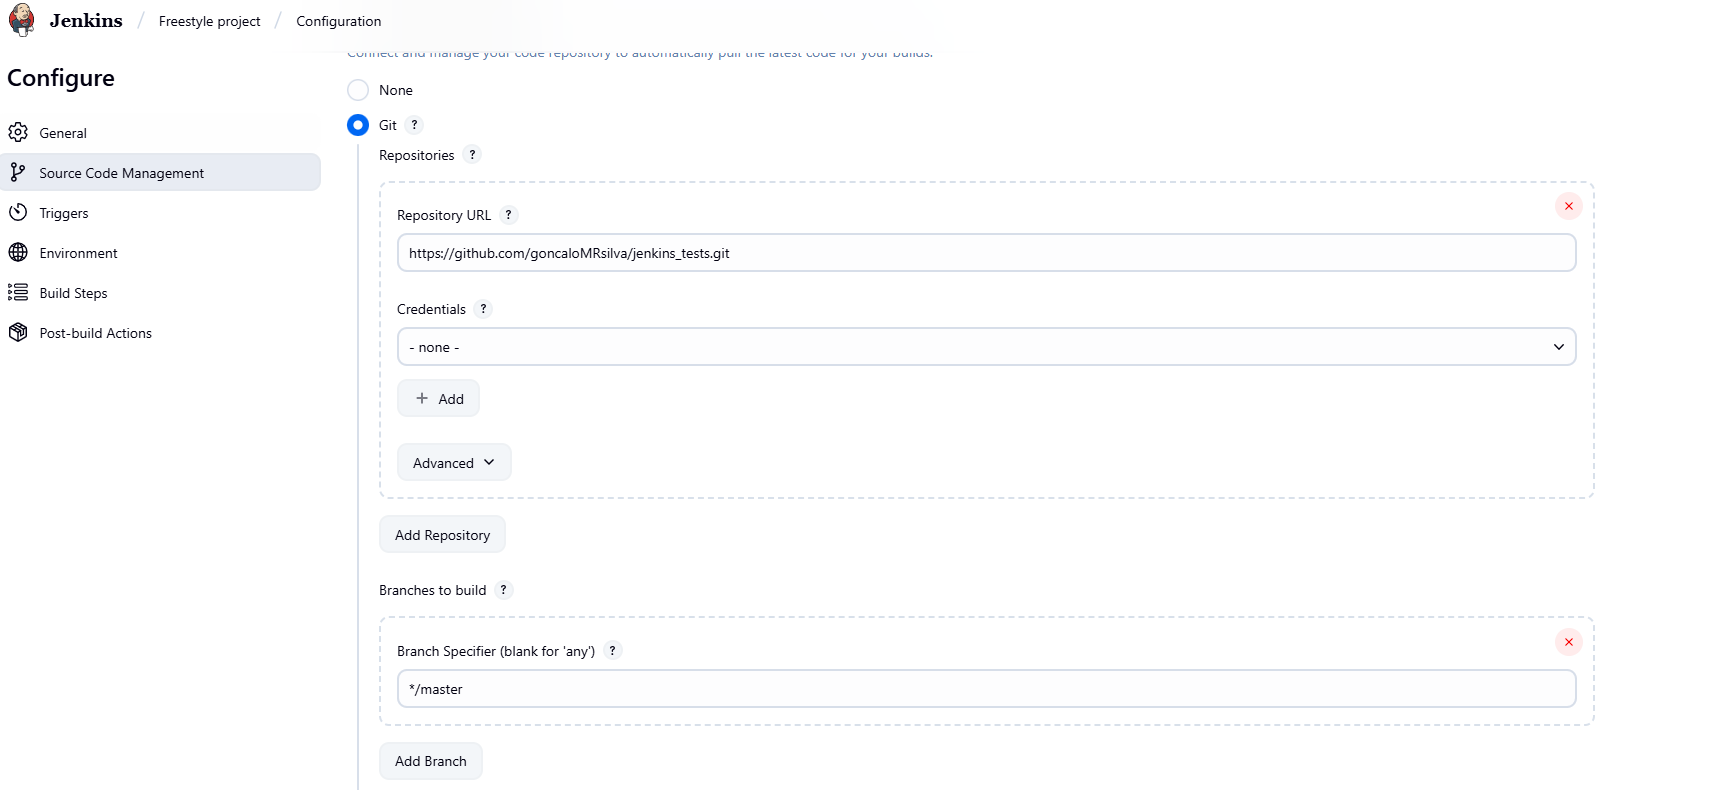 Jenkins / Freestyle project / Configuration
Connect and manage your code repository to automatically pull the latest code for your builds.
Configure
General
Source Code Management
Triggers
Environment
Build Steps
Post-build Actions
None
Git ?
Repositories ?
Repository URL ?
https://github.com/goncaloMRsilva/jenkins_tests.git
Credentials ?
- none -
+ Add
Advanced
Add Repository
Branches to build ?
Branch Specifier (blank for 'any') ?
*/master
Add Branch